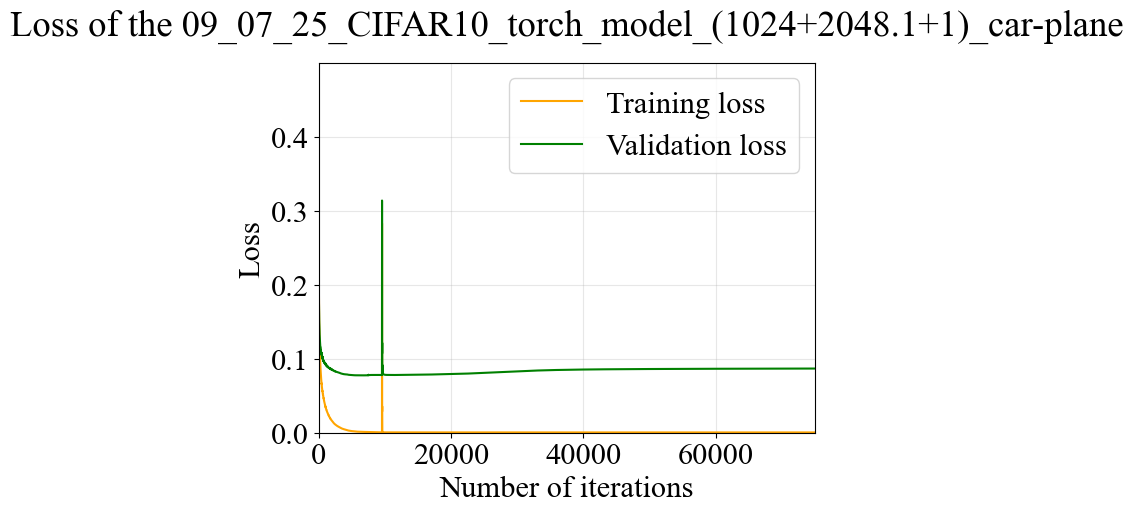 Loss of the 09_07_25_CIFAR10_torch_model_(1024+2048.1+1)_car-plane
Training loss
Validation loss
0.4
0.3
0.2
0.1
0.0
Loss
0 20000 40000 60000
Number of iterations